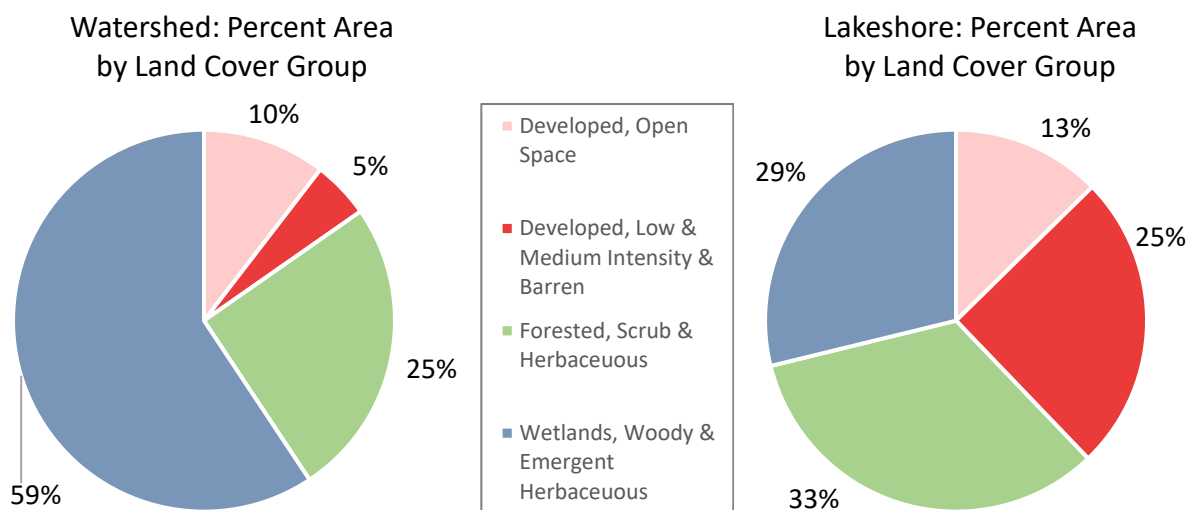 Watershed: Percent Area
by Land Cover Group
10%
5%
25%
59%
Developed, Open
Space
Developed, Low &
Medium Intensity &
Barren
Forested, Scrub &
Herbaceuous
Wetlands, Woody &
Emergent
Herbaceuous
Lakeshore: Percent Area
by Land Cover Group
13%
29%
25%
33%